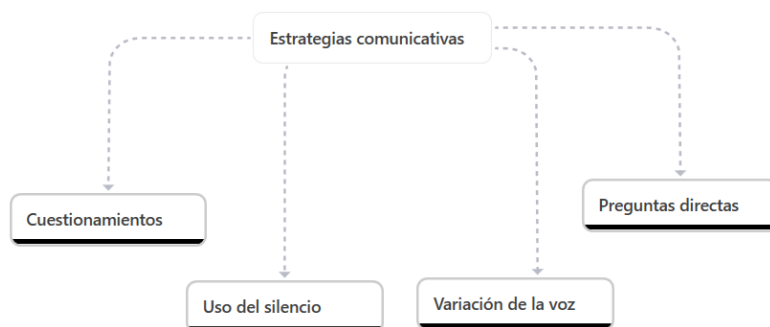 Estrategias comunicativas
Cuestionamientos
Preguntas directas
Uso del silencio
Variación de la voz